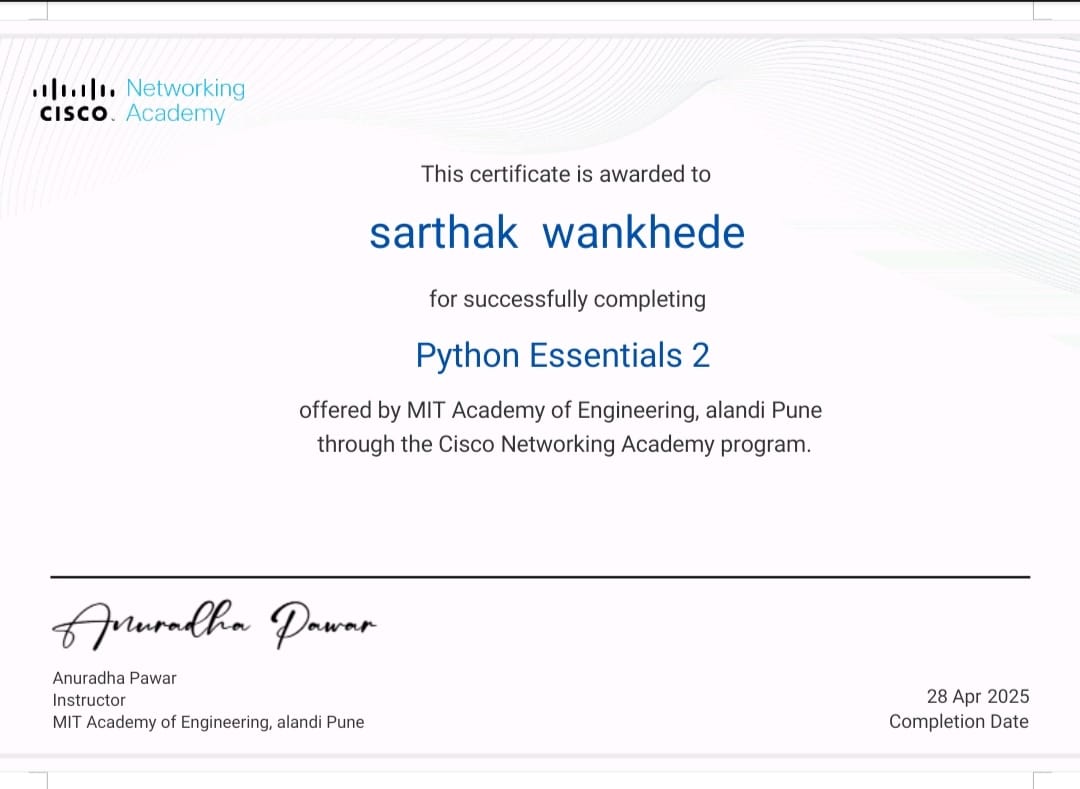 Networking
CISCO. Academy
This certificate is awarded to
sarthak wankhede
for successfully completing
Python Essentials 2
offered by MIT Academy of Engineering, alandi Pune
through the Cisco Networking Academy program.
Anuradha Pawar
Anuradha Pawar
Instructor
MIT Academy of Engineering, alandi Pune
28 Apr 2025
Completion Date